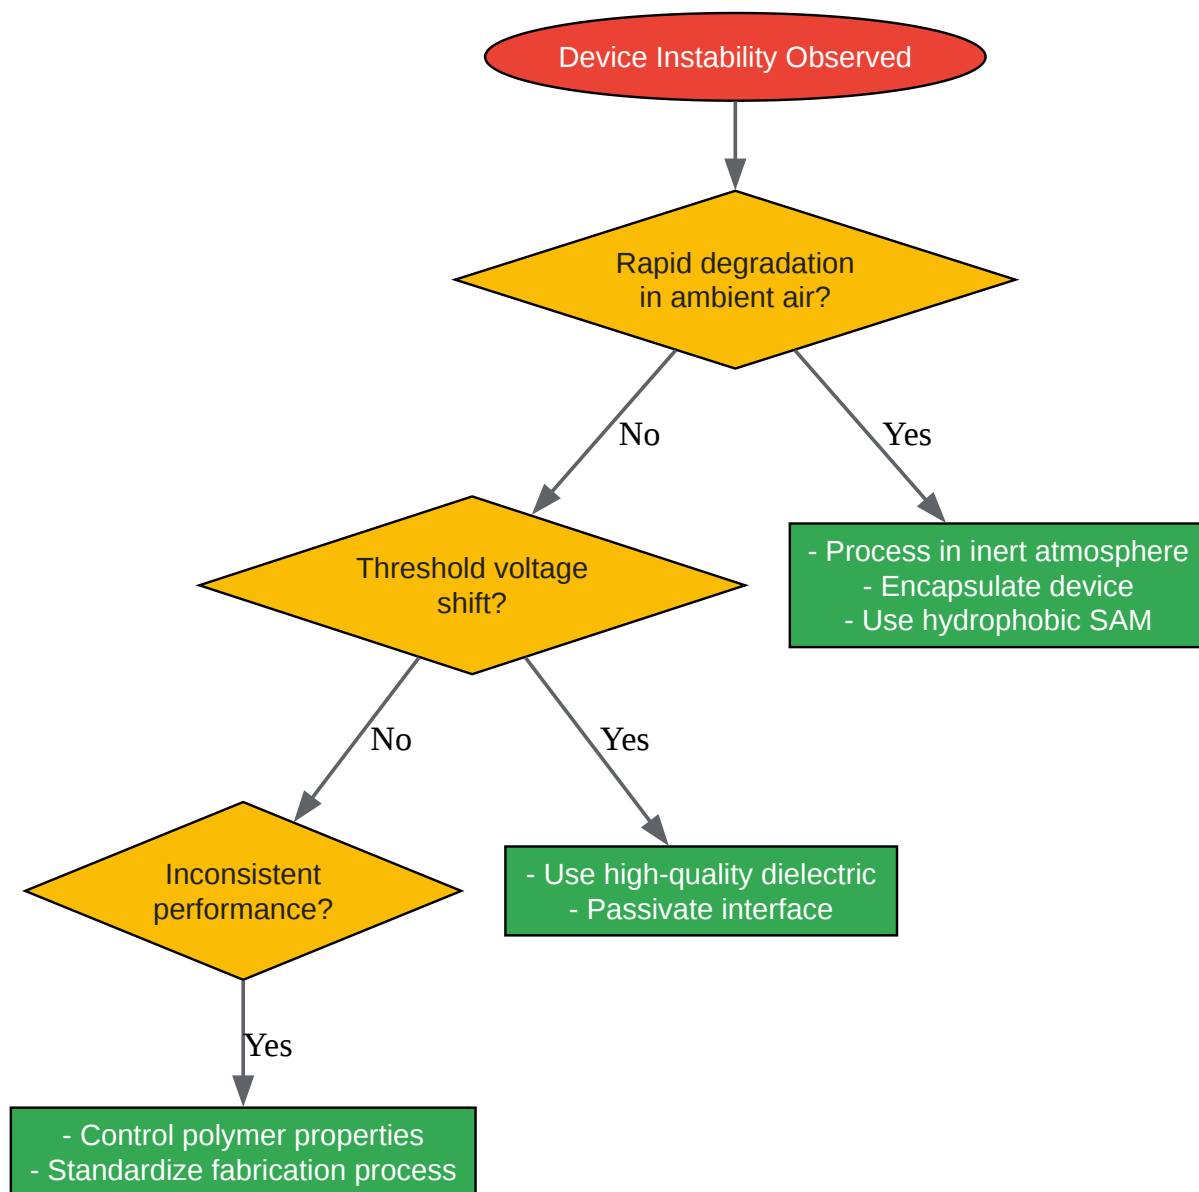 Device Instability Observed
Rapid degradation
in ambient air?
No
Yes
Threshold voltage
shift?
- Process in inert atmosphere
- Encapsulate device
- Use hydrophobic SAM
No
Yes
Inconsistent
performance?
- Use high-quality dielectric
- Passivate interface
Yes
- Control polymer properties
- Standardize fabrication process